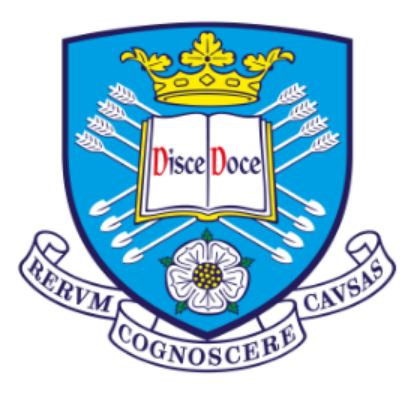 Disce Doce
RERVM
COGNOSCERE
CAVSAS